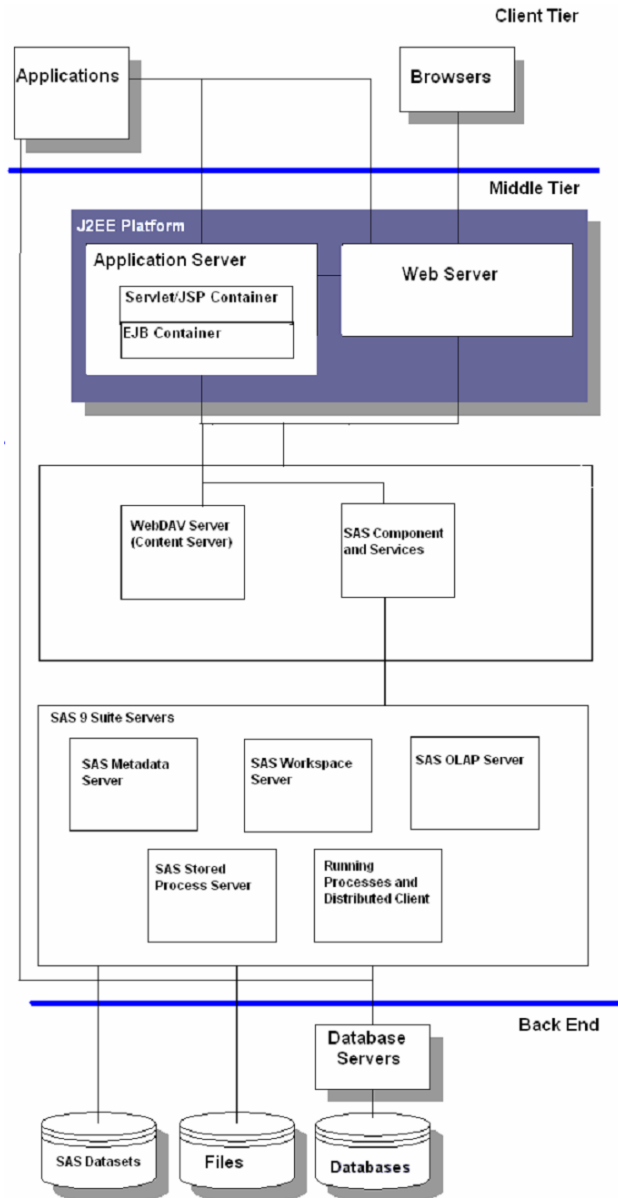 Client Tier
Applications
Browsers
Middle Tier
J2EE Platform
Application Server
Servlet/JSP Container
EJB Container
Web Server
WebDAV Server
(Content Server)
SAS Component
and Services
SAS 9 Suite Servers
SAS Metadata
Server
SAS Workspace
Server
SAS OLAP Server
SAS Stored
Process Server
Running
Processes and
Distributed Client
Back End
Database
Servers
SAS Datasets
Files
Databases